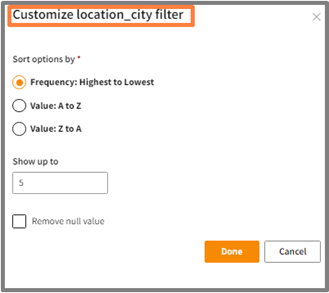 Customize location_city filter
Sort options by *
Frequency: Highest to Lowest
Value: A to Z
Value: Z to A
Show up to
5
Remove null value
Done Cancel